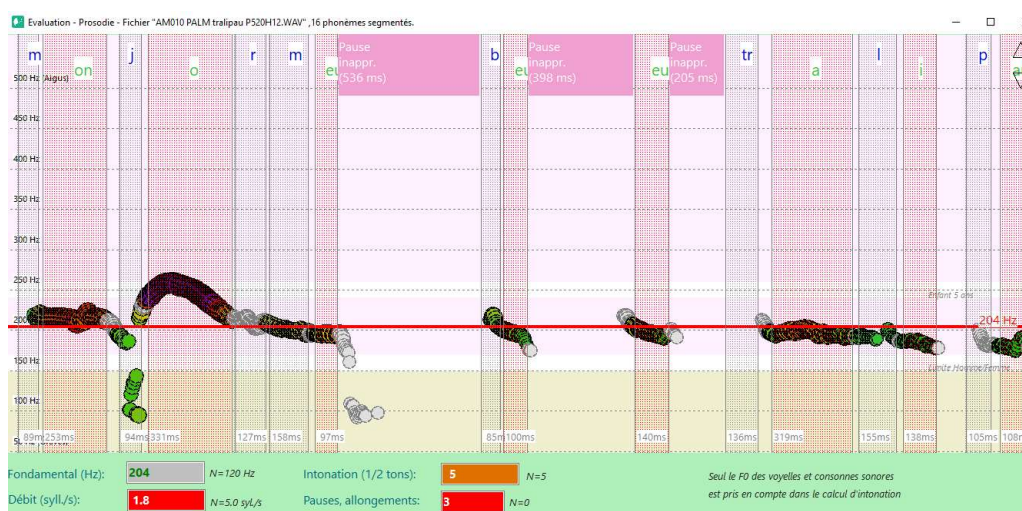 Evaluation - Prosodie - Fichier "AM010 PALM tralipau P520H12.WAV" ,16 phonèmes segmentés.
m on j o r m eu Pause inappr. (536 ms) b eu Pause inappr. (398 ms) eu Pause inappr. (205 ms) tr a l i p
500 Hz (Aigus)
450 Hz
400 Hz
350 Hz
300 Hz
250 Hz
Enfant 5 ans
200 Hz
204 Hz
150 Hz
Limite Homme/Femme
100 Hz
89m 253ms 94ms 331ms 127ms 158ms 97ms 85m 100ms 140ms 136ms 319ms 155ms 138ms 105ms 108m
Fondamental (Hz): 204 N=120 Hz Intonation (1/2 tons): 5 N=5 Seul le F0 des voyelles et consonnes sonores
Débit (syll./s): 1.8 N=5.0 syl,/s Pauses, allongements: 3 N=0 est pris en compte dans le calcul d'intonation